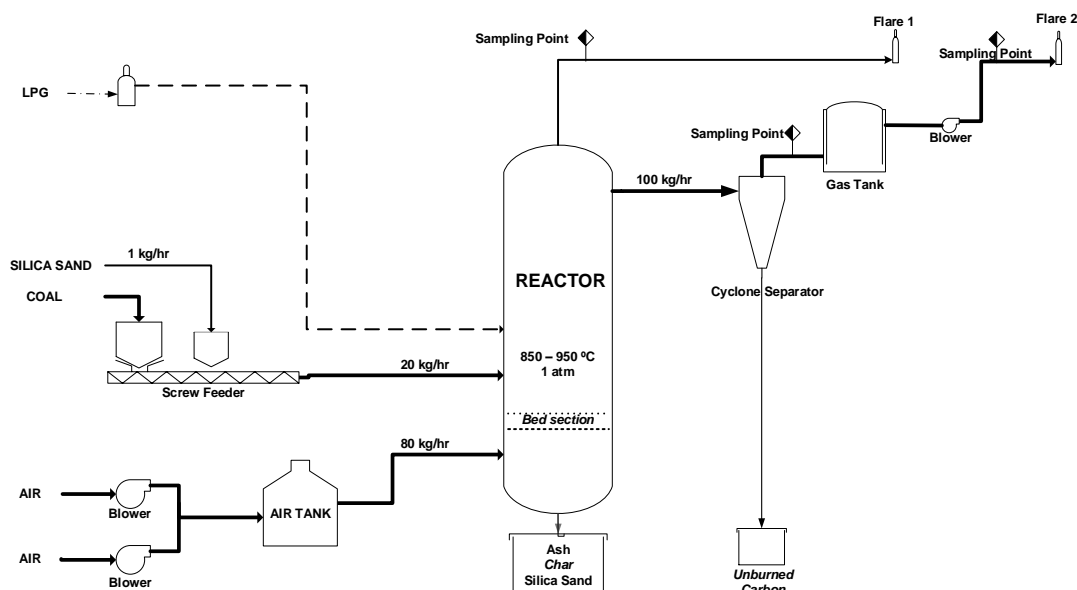 Flare 1
Flare 2
Sampling Point
Sampling Point
LPG
Sampling Point
Blower
Gas Tank
100 kg/hr
1 kg/hr
SILICA SAND
REACTOR
COAL
Cyclone Separator
850 – 950 ºC
1 atm
20 kg/hr
Screw Feeder
Bed section
80 kg/hr
AIR
Blower
AIR TANK
AIR
Blower
Ash
Char
Silica Sand
Unburned
Carbon